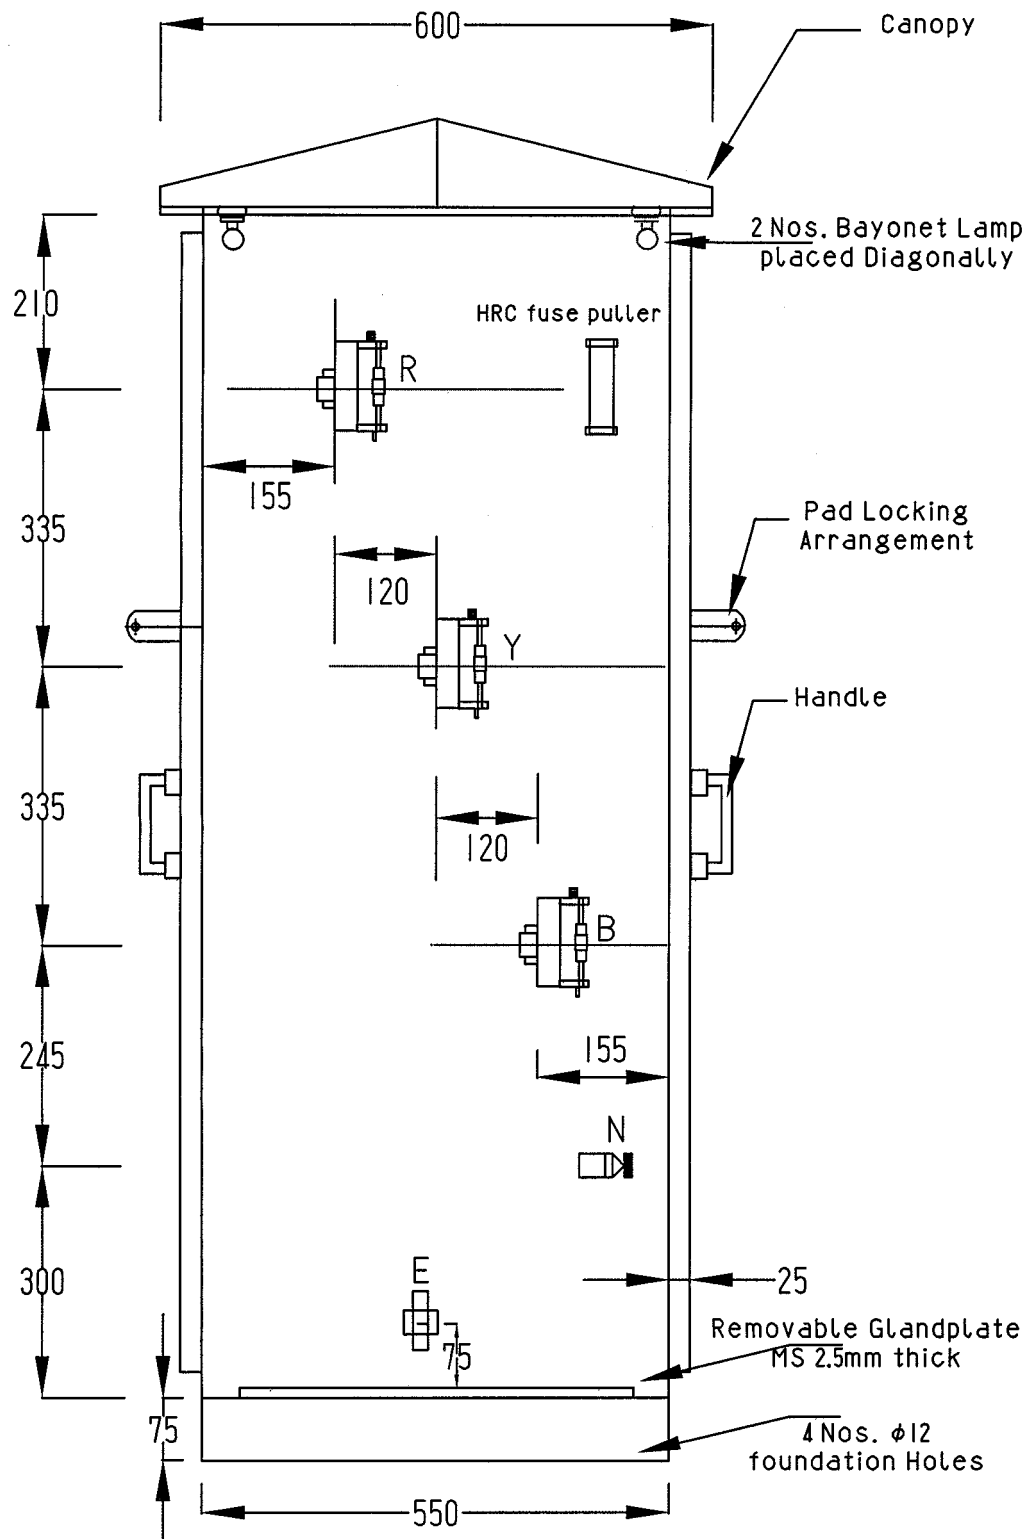 600
Canopy
2 Nos. Bayonet Lamp
placed Diagonally
210
HRC fuse puller
R
155
335
Pad Locking
Arrangement
120
Y
Handle
335
120
B
245
155
N
300
E
25
75
Removable Glandplate
MS 2.5mm thick
75
4 Nos. ϕ12
foundation Holes
550